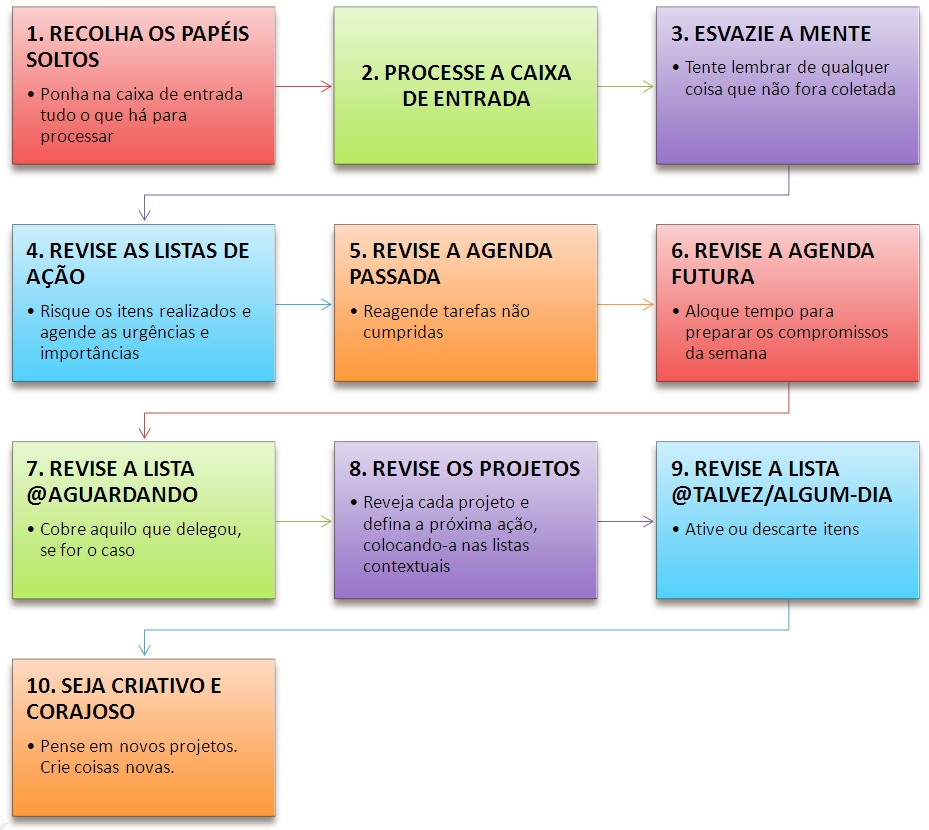 1. RECOLHA OS PAPÉIS
SOLTOS
• Ponha na caixa de entrada
tudo o que há para
processar
2. PROCESSE A CAIXA
DE ENTRADA
3. ESVAZIE A MENTE
• Tente lembrar de qualquer
coisa que não fora coletada
4. REVISE AS LISTAS DE
AÇÃO
• Risque os itens realizados e
agende as urgências e
importâncias
5. REVISE A AGENDA
PASSADA
• Reagende tarefas não
cumpridas
6. REVISE A AGENDA
FUTURA
• Aloque tempo para
preparar os compromissos
da semana
7. REVISE A LISTA
@AGUARDANDO
• Cobre aquilo que delegou,
se for o caso
8. REVISE OS PROJETOS
• Reveja cada projeto e
defina a próxima ação,
colocando-a nas listas
contextuais
9. REVISE A LISTA
@TALVEZ/ALGUM-DIA
• Ative ou descarte itens
10. SEJA CRIATIVO E
CORAJOSO
• Pense em novos projetos.
Crie coisas novas.